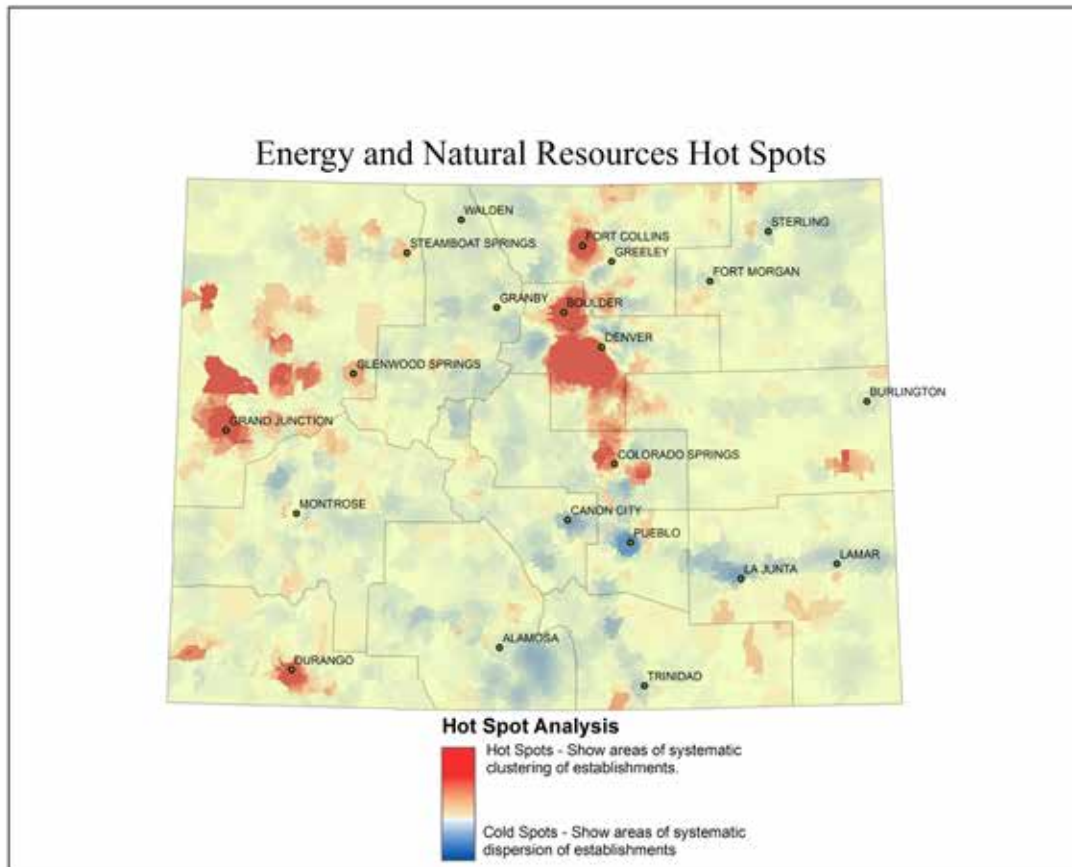 Energy and Natural Resources Hot Spots
WALDEN
STERLING
FORT COLLINS
STEAMBOAT SPRINGS
GREELEY
FORT MORGAN
GRANBY
BOULDER
DENVER
GLENWOOD SPRINGS
BURLINGTON
GRAND JUNCTION
COLORADO SPRINGS
MONTROSE
CANON CITY
PUEBLO
LAMAR
LA JUNTA
ALAMOSA
DURANGO
TRINIDAD
Hot Spot Analysis
Hot Spots - Show areas of systematic
clustering of establishments.
Cold Spots - Show areas of systematic
dispersion of establishments